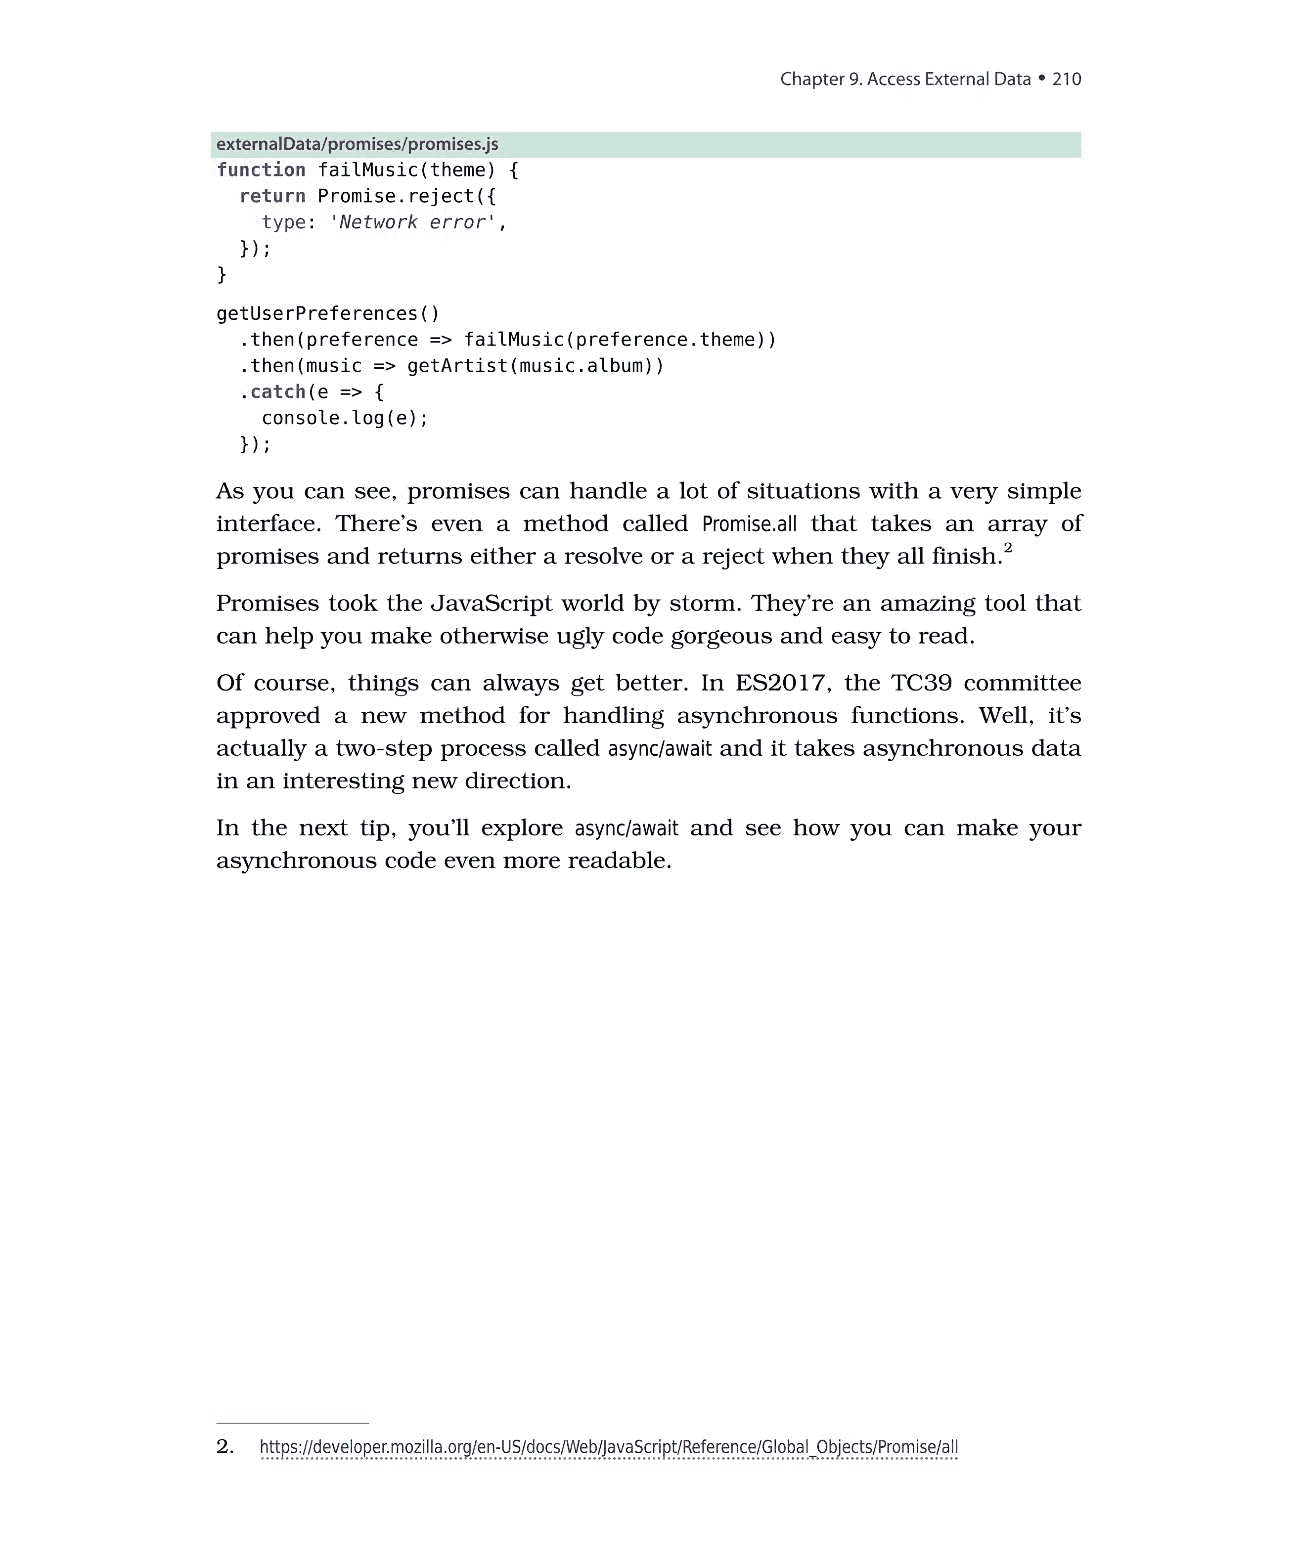 Chapter 9. Access External Data • 210
externalData/promises/promises.js
function failMusic(theme) {
  return Promise.reject({
    type: 'Network error',
  });
}
getUserPreferences()
  .then(preference => failMusic(preference.theme))
  .then(music => getArtist(music.album))
  .catch(e => {
    console.log(e);
  });
As you can see, promises can handle a lot of situations with a very simple
interface. There’s even a method called Promise.all that takes an array of
promises and returns either a resolve or a reject when they all finish.2
Promises took the JavaScript world by storm. They’re an amazing tool that
can help you make otherwise ugly code gorgeous and easy to read.
Of course, things can always get better. In ES2017, the TC39 committee
approved a new method for handling asynchronous functions. Well, it’s
actually a two-step process called async/await and it takes asynchronous data
in an interesting new direction.
In the next tip, you’ll explore async/await and see how you can make your
asynchronous code even more readable.
2. https://developer.mozilla.org/en-US/docs/Web/JavaScript/Reference/Global_Objects/Promise/all